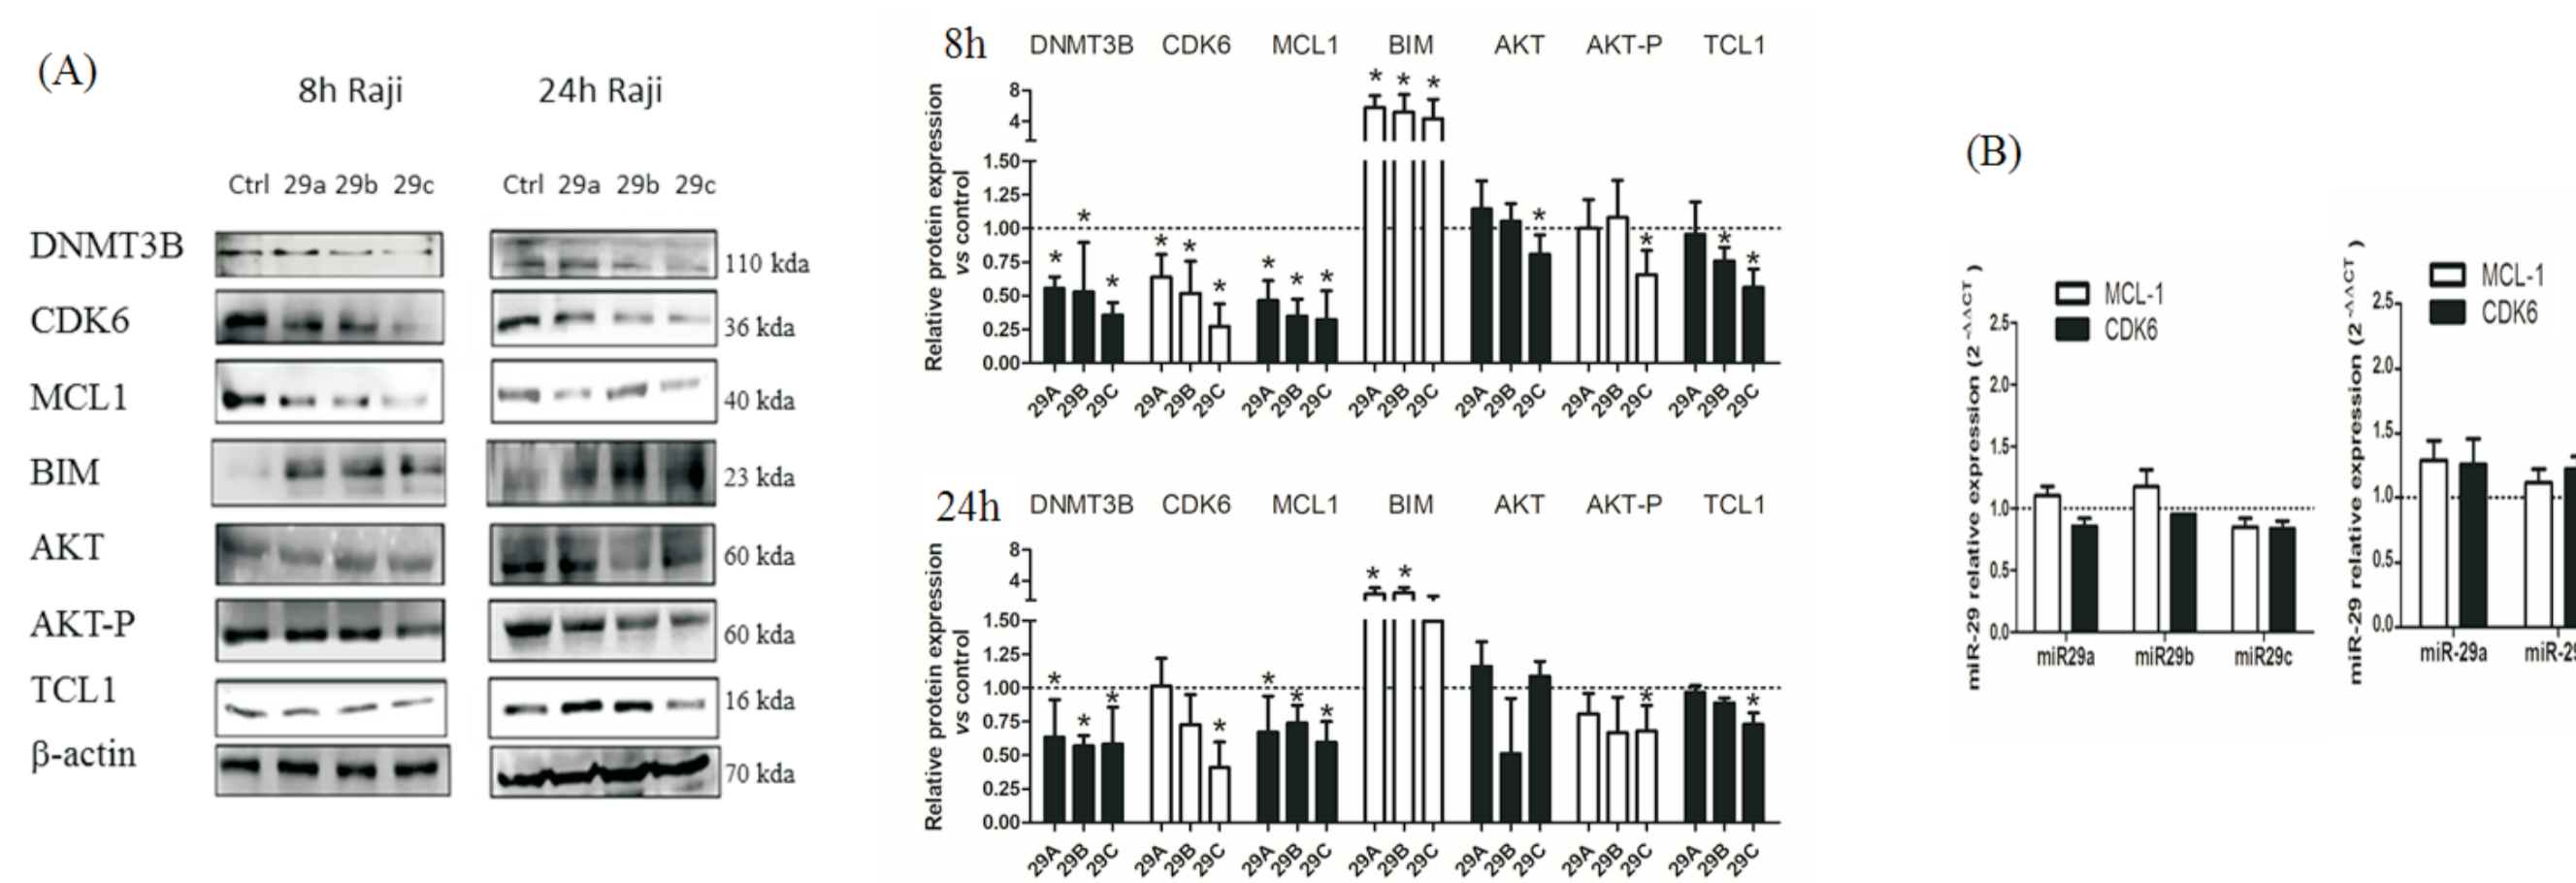 (A)
8h Raji
24h Raji
Ctrl 29a 29b 29c
Ctrl 29a 29b 29c
DNMT3B
110 kda
CDK6
36 kda
MCL1
40 kda
BIM
23 kda
AKT
60 kda
AKT-P
60 kda
TCL1
16 kda
β-actin
70 kda
8h
DNMT3B CDK6 MCL1 BIM AKT AKT-P TCL1
Relative protein expression
vs control
8
4
1.50
1.25
1.00
0.75
0.50
0.25
0.00
* * * * * * * * * * * * * * * * *
29A 29B 29C 29A 29B 29C 29A 29B 29C 29A 29B 29C 29A 29B 29C 29A 29B 29C 29A 29B 29C
24h
DNMT3B CDK6 MCL1 BIM AKT AKT-P TCL1
Relative protein expression
vs control
8
4
1.50
1.25
1.00
0.75
0.50
0.25
0.00
* * * * * * * * * * *
29A 29B 29C 29A 29B 29C 29A 29B 29C 29A 29B 29C 29A 29B 29C 29A 29B 29C 29A 29B 29C
(B)
miR-29 relative expression (2 -ΔΔCT )
MCL-1
CDK6
2.5
2.0
1.5
1.0
0.5
0.0
miR29a miR29b miR29c
miR-29 relative expression (2 -ΔΔCT )
MCL-1
CDK6
2.5
2.0
1.5
1.0
0.5
0.0
miR-29a